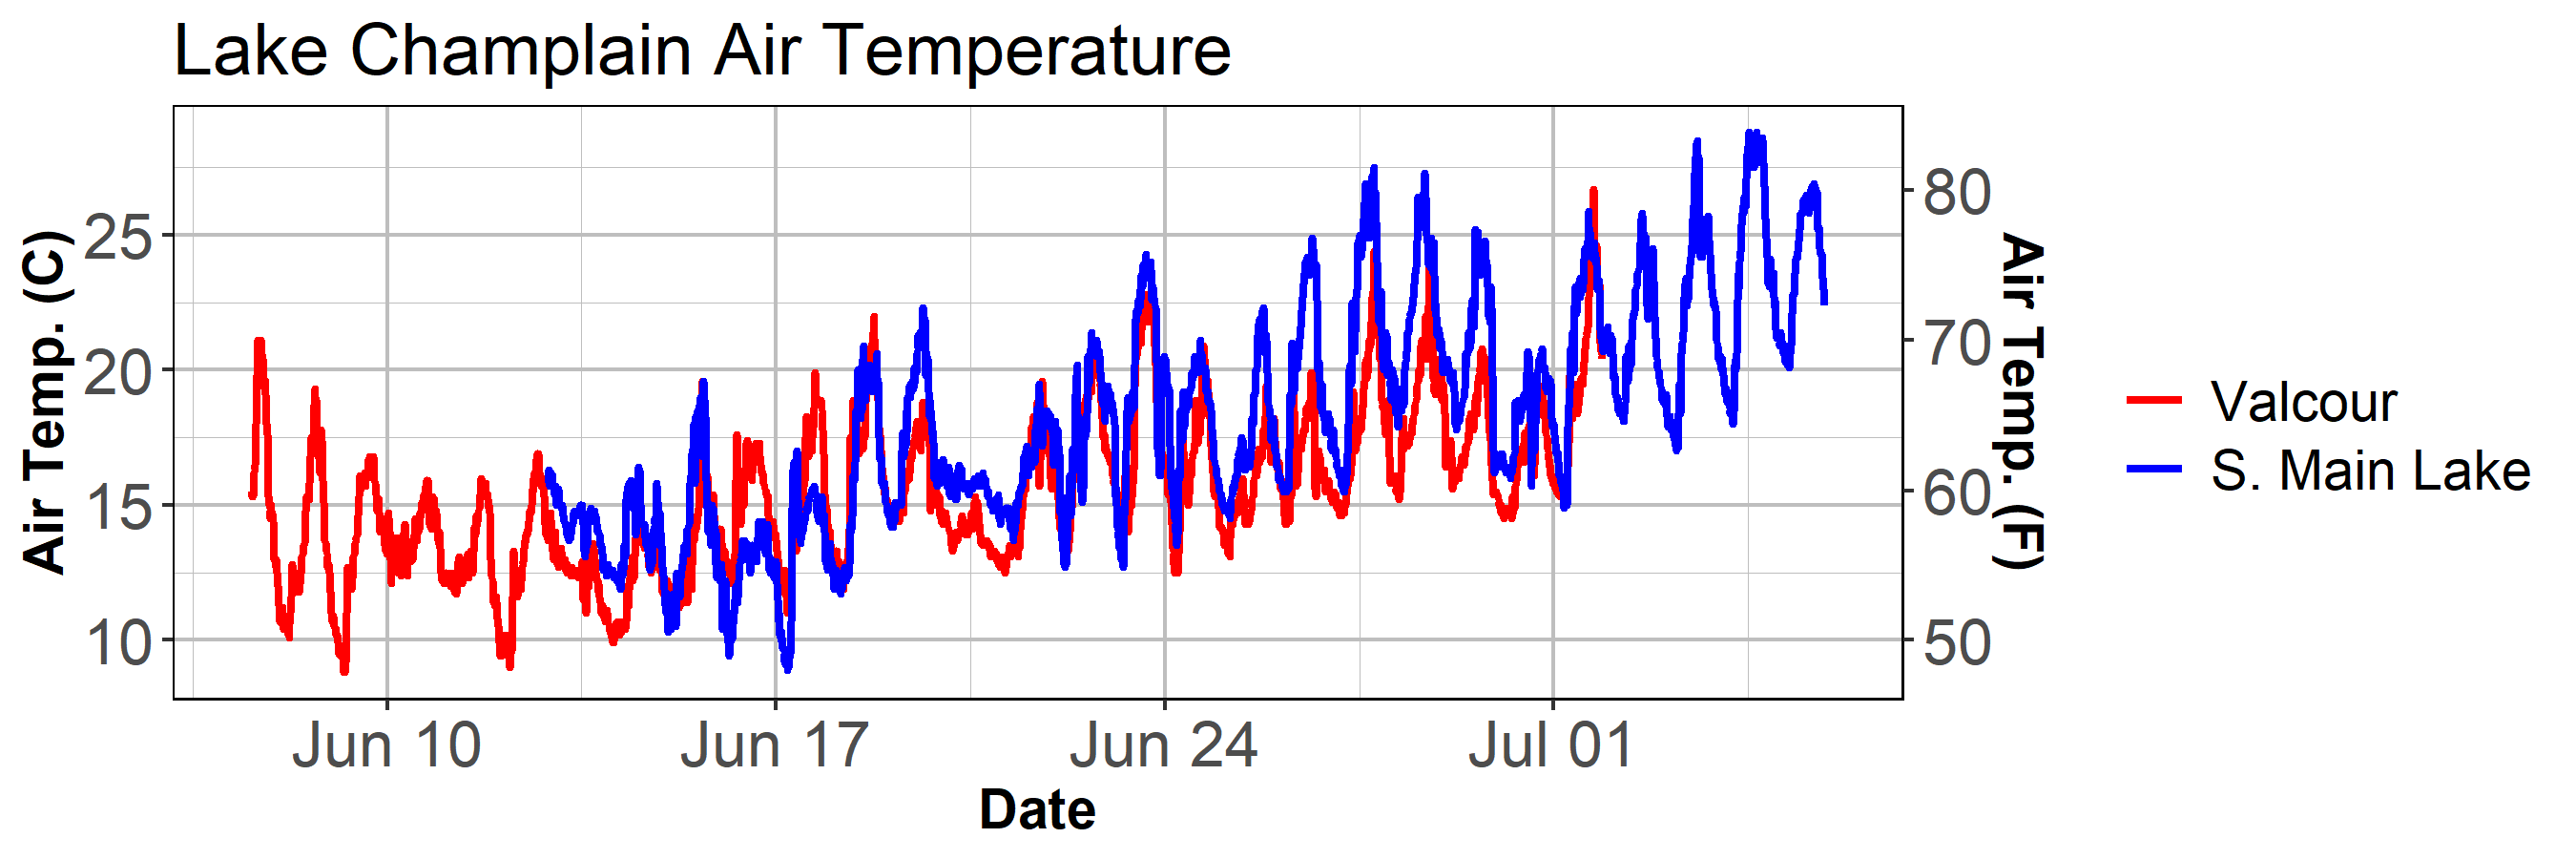 Lake Champlain Air Temperature
Air Temp. (C)
25
20
15
10
80
70
60
50
Air Temp. (F)
Jun 10
Jun 17
Jun 24
Jul 01
Date
Valcour
S. Main Lake